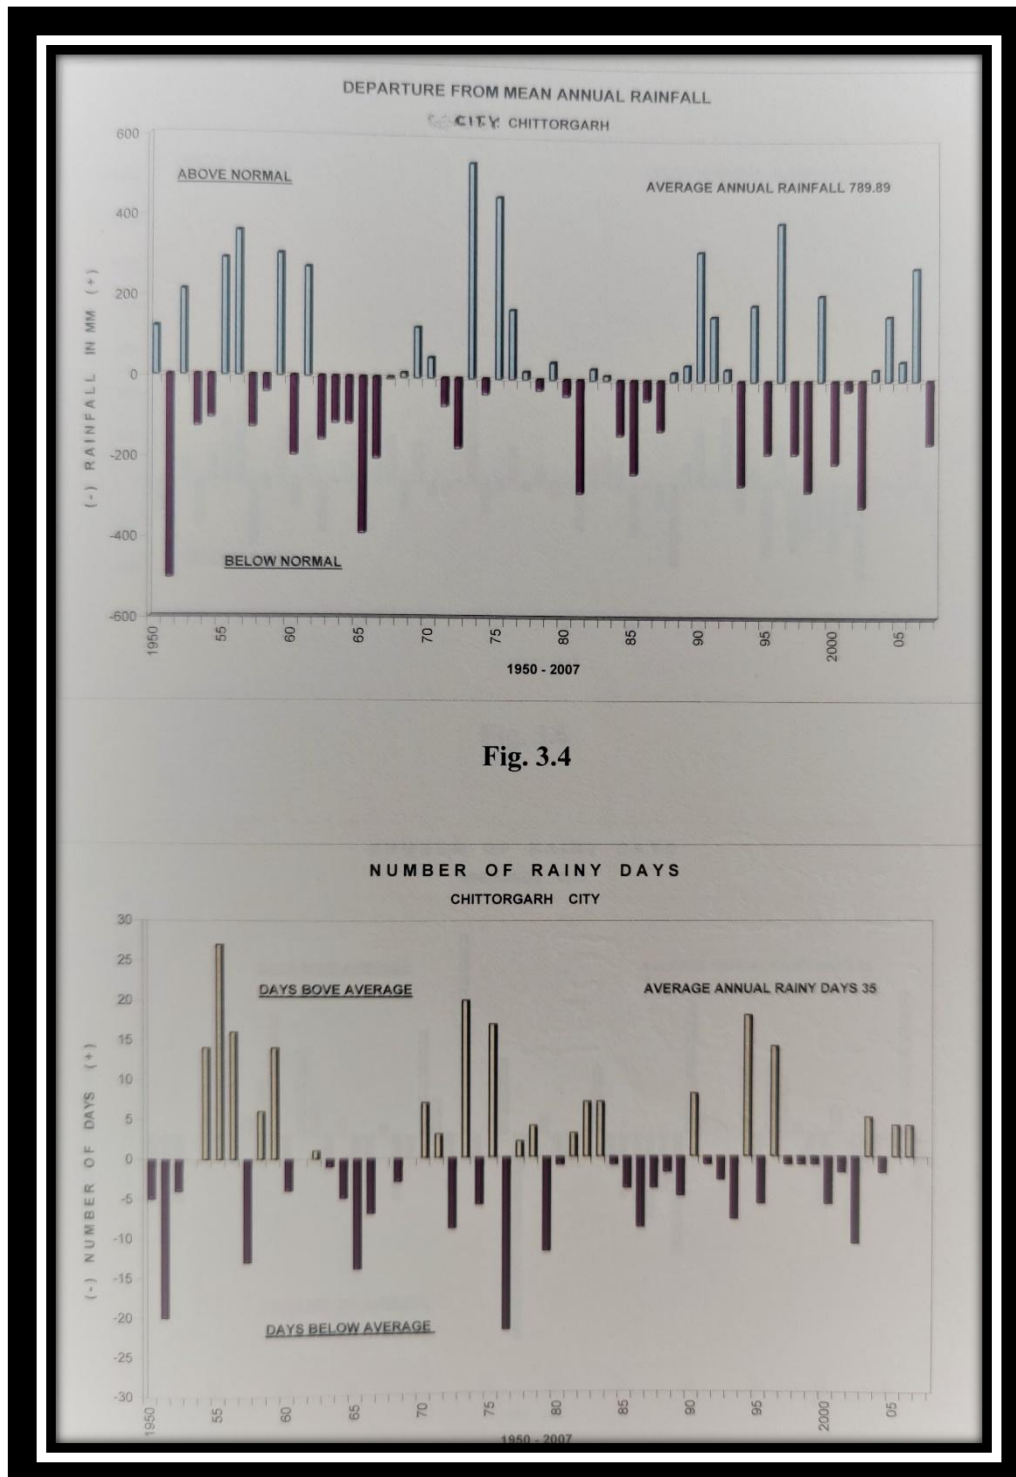 DEPARTURE FROM MEAN ANNUAL RAINFALL
CITY CHITTORGARH
ABOVE NORMAL
AVERAGE ANNUAL RAINFALL 789.89
(-) RAINFALL IN MM (+)
600
400
200
0
-200
-400
-600
BELOW NORMAL
1950 55 60 65 70 75 80 85 90 95 2000 05
1950 - 2007
Fig. 3.4
NUMBER OF RAINY DAYS
CHITTORGARH CITY
DAYS BOVE AVERAGE
AVERAGE ANNUAL RAINY DAYS 35
(-) NUMBER OF DAYS (+)
30
25
20
15
10
5
0
-5
-10
-15
-20
-25
-30
DAYS BELOW AVERAGE
1950 55 60 65 70 75 80 85 90 95 2000 05
1950 - 2007